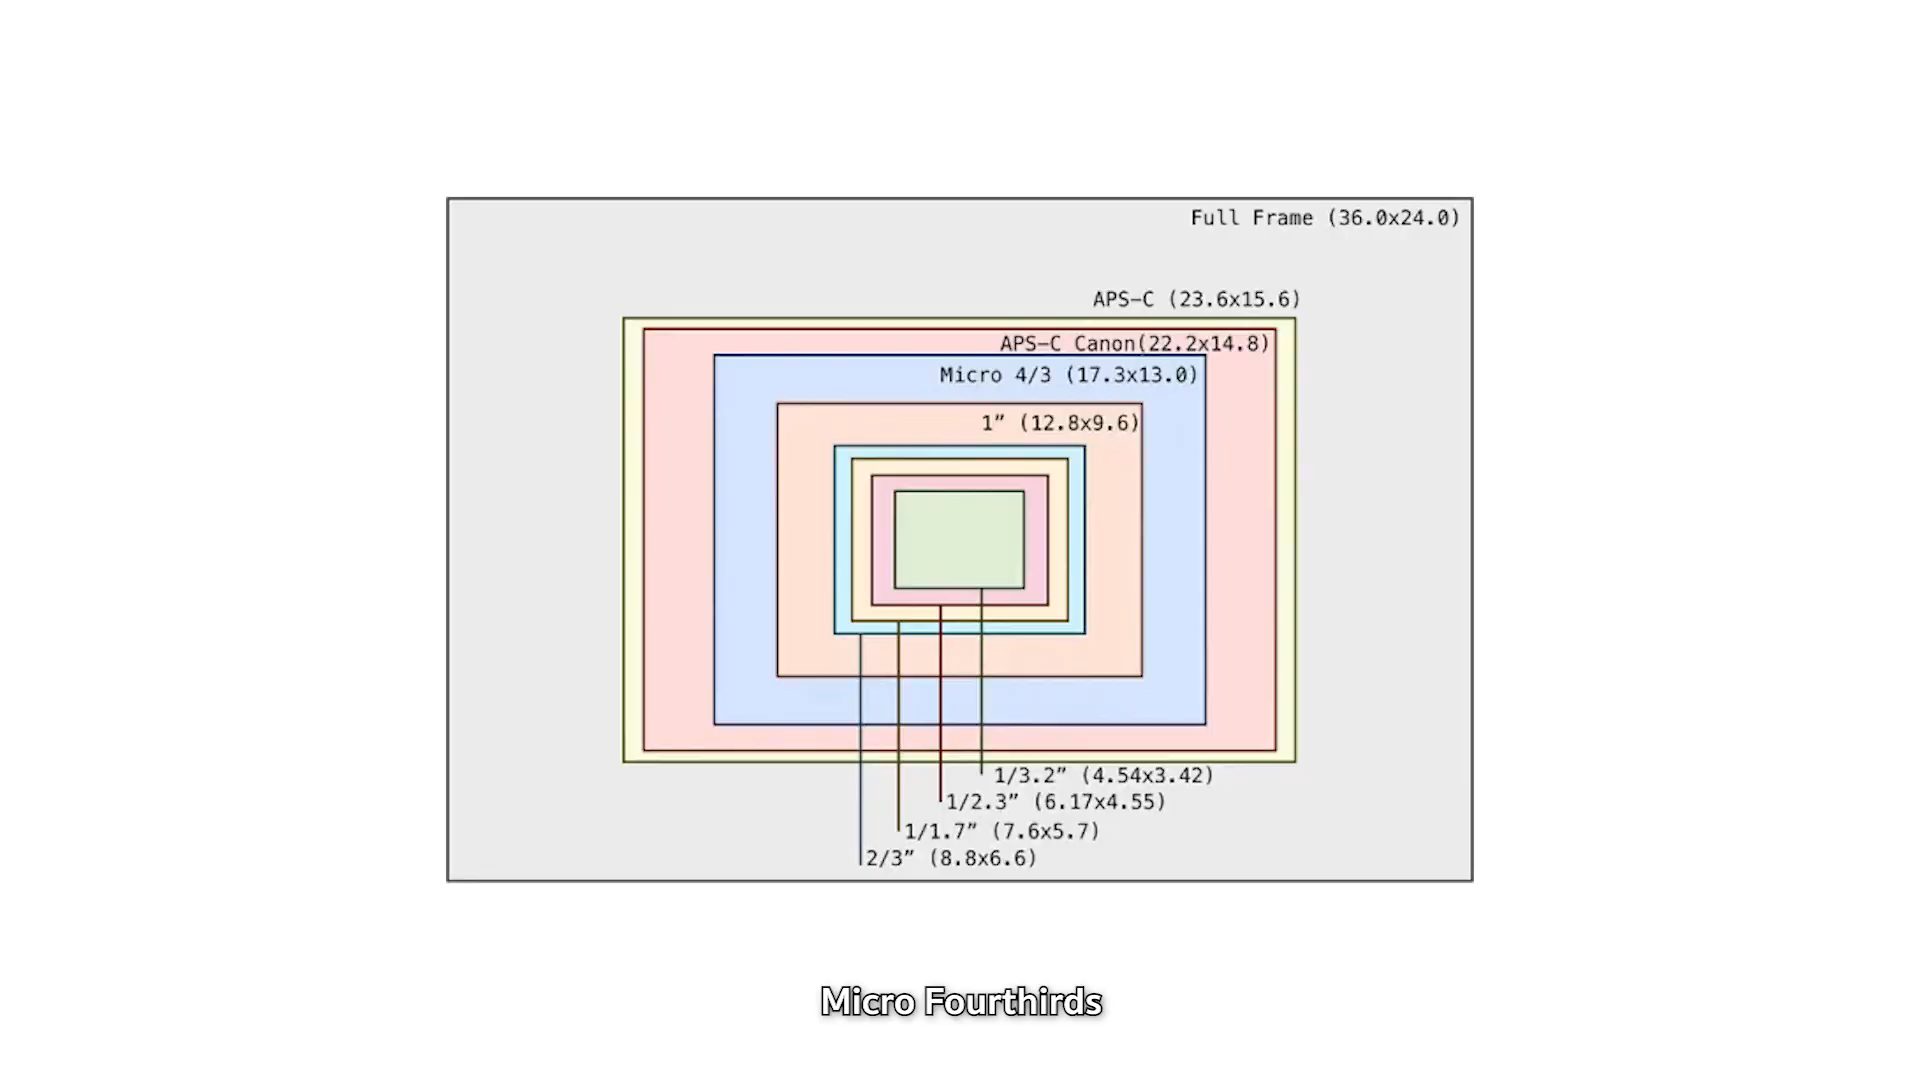 Full Frame (36.0x24.0)
APS-C (23.6x15.6)
APS-C Canon(22.2x14.8)
Micro 4/3 (17.3x13.0)
1” (12.8x9.6)
1/3.2” (4.54x3.42)
1/2.3” (6.17x4.55)
1/1.7” (7.6x5.7)
2/3” (8.8x6.6)
Micro Fourthirds